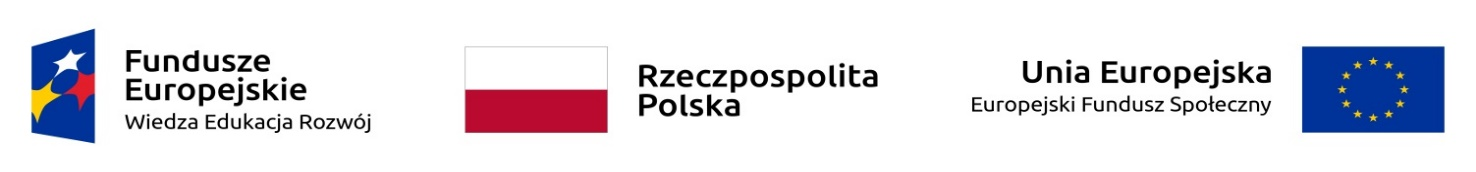 Fundusze
Europejskie
Wiedza Edukacja Rozwój
Rzeczpospolita
Polska
Unia Europejska
Europejski Fundusz Społeczny